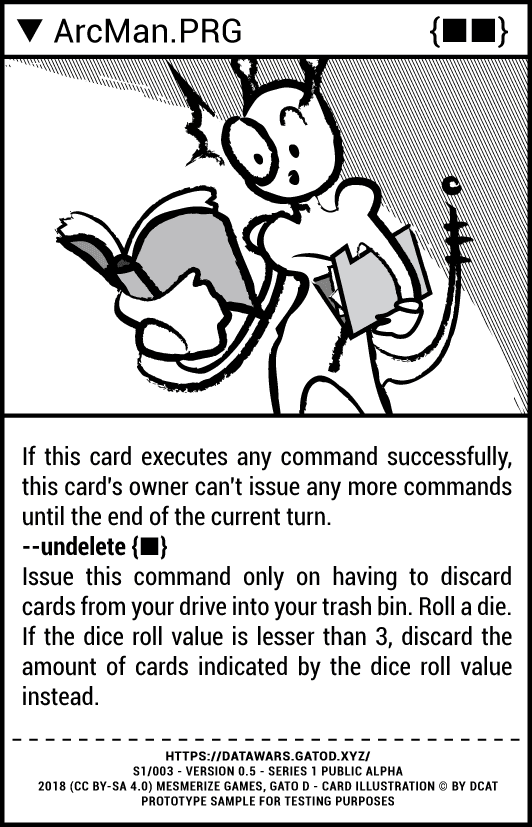 ▼ ArcMan.PRG {■■}
If this card executes any command successfully,
this card's owner can't issue any more commands
until the end of the current turn.
--undelete {■}
Issue this command only on having to discard
cards from your drive into your trash bin. Roll a die.
If the dice roll value is lesser than 3, discard the
amount of cards indicated by the dice roll value
instead.
HTTPS://DATAWARS.GATOD.XYZ/
S1/003 - VERSION 0.5 - SERIES 1 PUBLIC ALPHA
2018 (CC BY-SA 4.0) MESMERIZE GAMES, GATO D - CARD ILLUSTRATION © BY DCAT
PROTOTYPE SAMPLE FOR TESTING PURPOSES